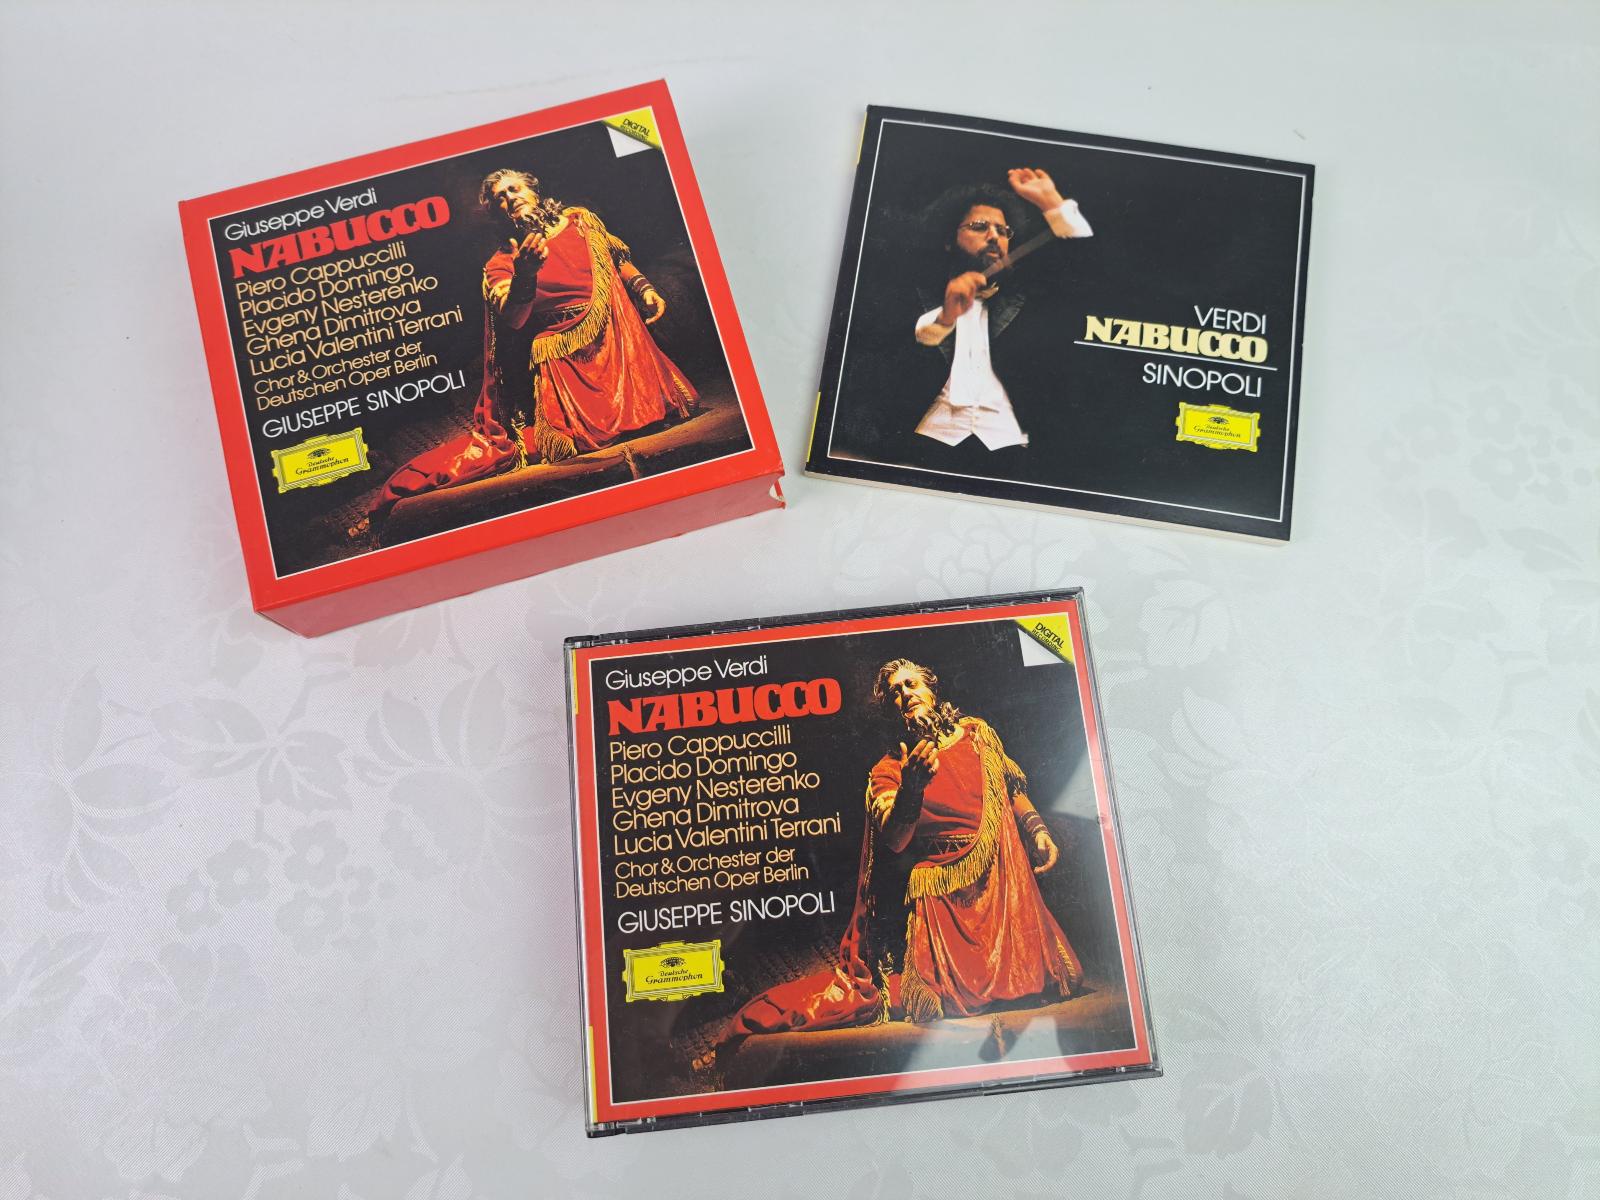 Giuseppe Verdi
NABUCCO
Piero Cappuccilli
Placido Domingo
Evgeny Nesterenko
Ghena Dimitrova
Lucia Valentini Terrani
Chor & Orchester der
Deutschen Oper Berlin
GIUSEPPE SINOPOLI
Deutsche
Grammophon
DIGITAL
RECORDING
VERDI
NABUCCO
SINOPOLI
Deutsche
Grammophon
Giuseppe Verdi
NABUCCO
Piero Cappuccilli
Placido Domingo
Evgeny Nesterenko
Ghena Dimitrova
Lucia Valentini Terrani
Chor & Orchester der
Deutschen Oper Berlin
GIUSEPPE SINOPOLI
Deutsche
Grammophon
DIGITAL
RECORDING